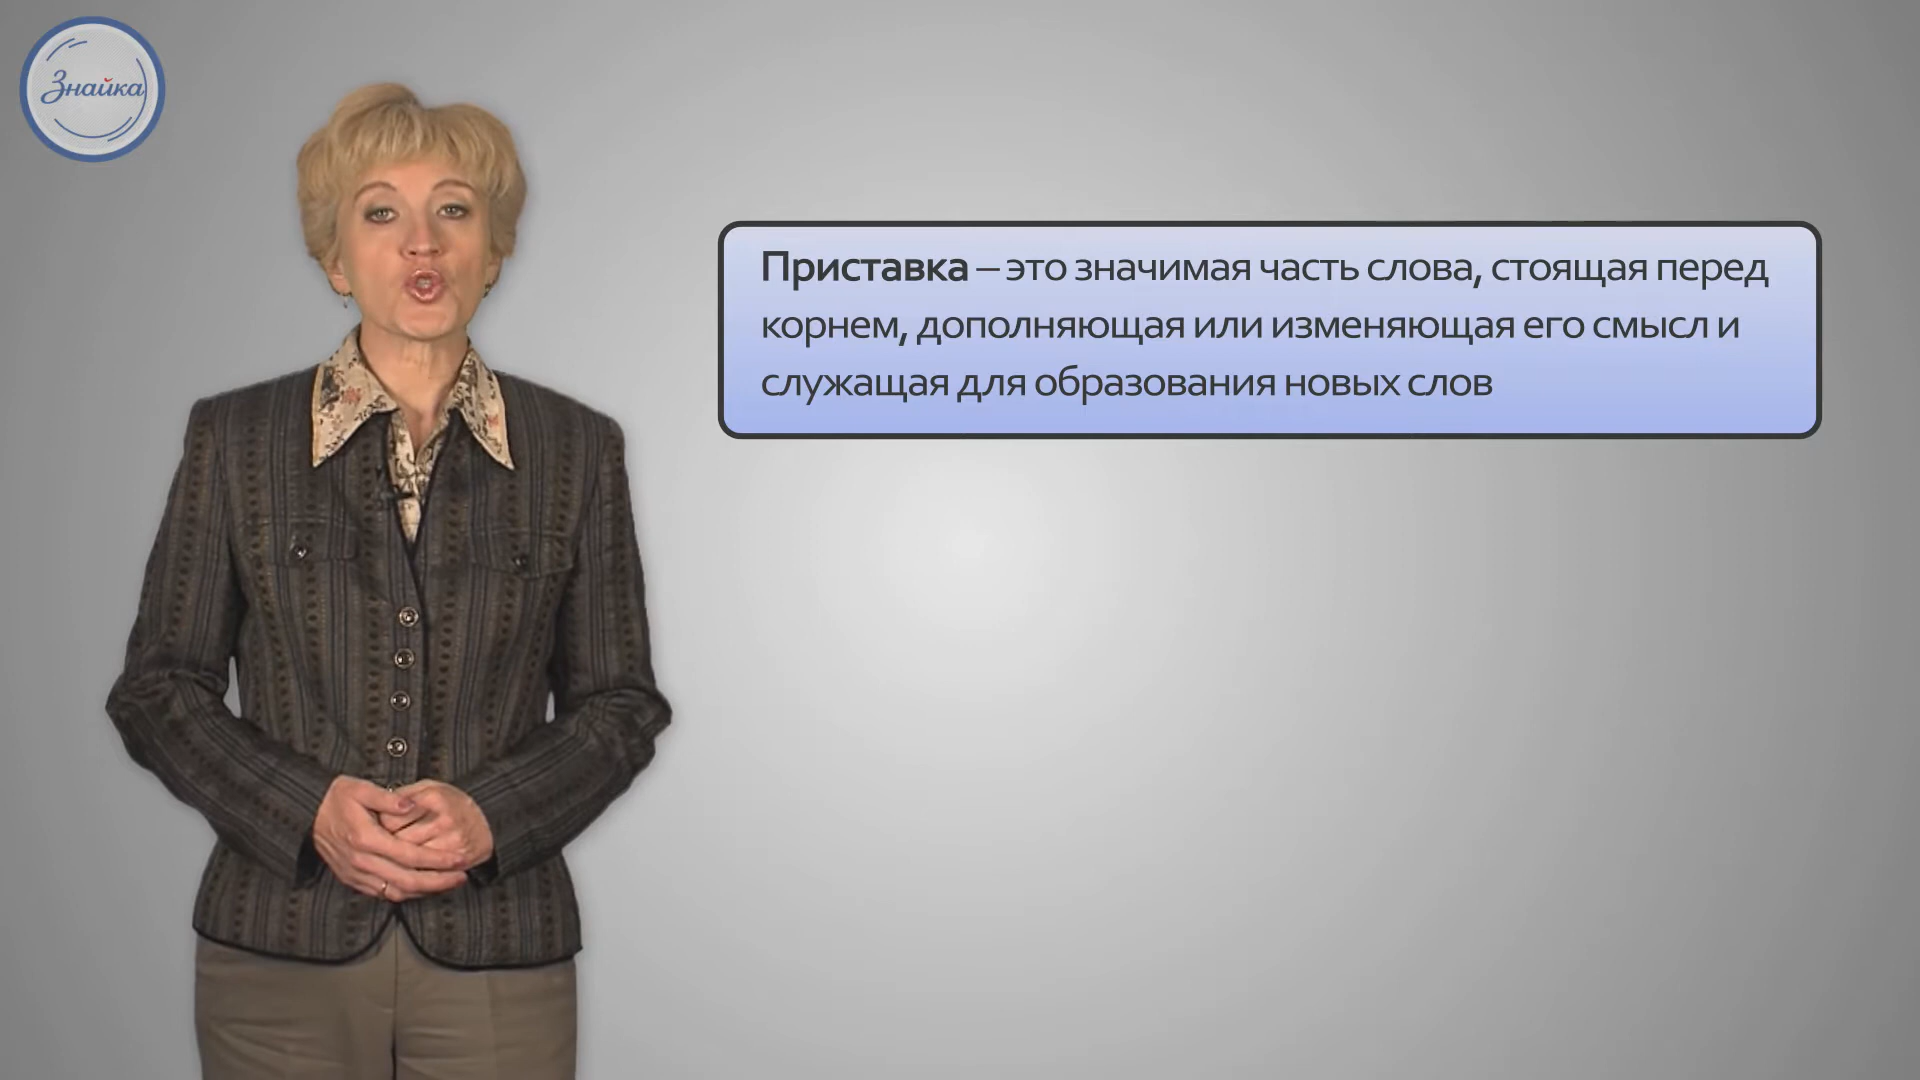 Знайка
Приставка – это значимая часть слова, стоящая перед
корнем, дополняющая или изменяющая его смысл и
служащая для образования новых слов